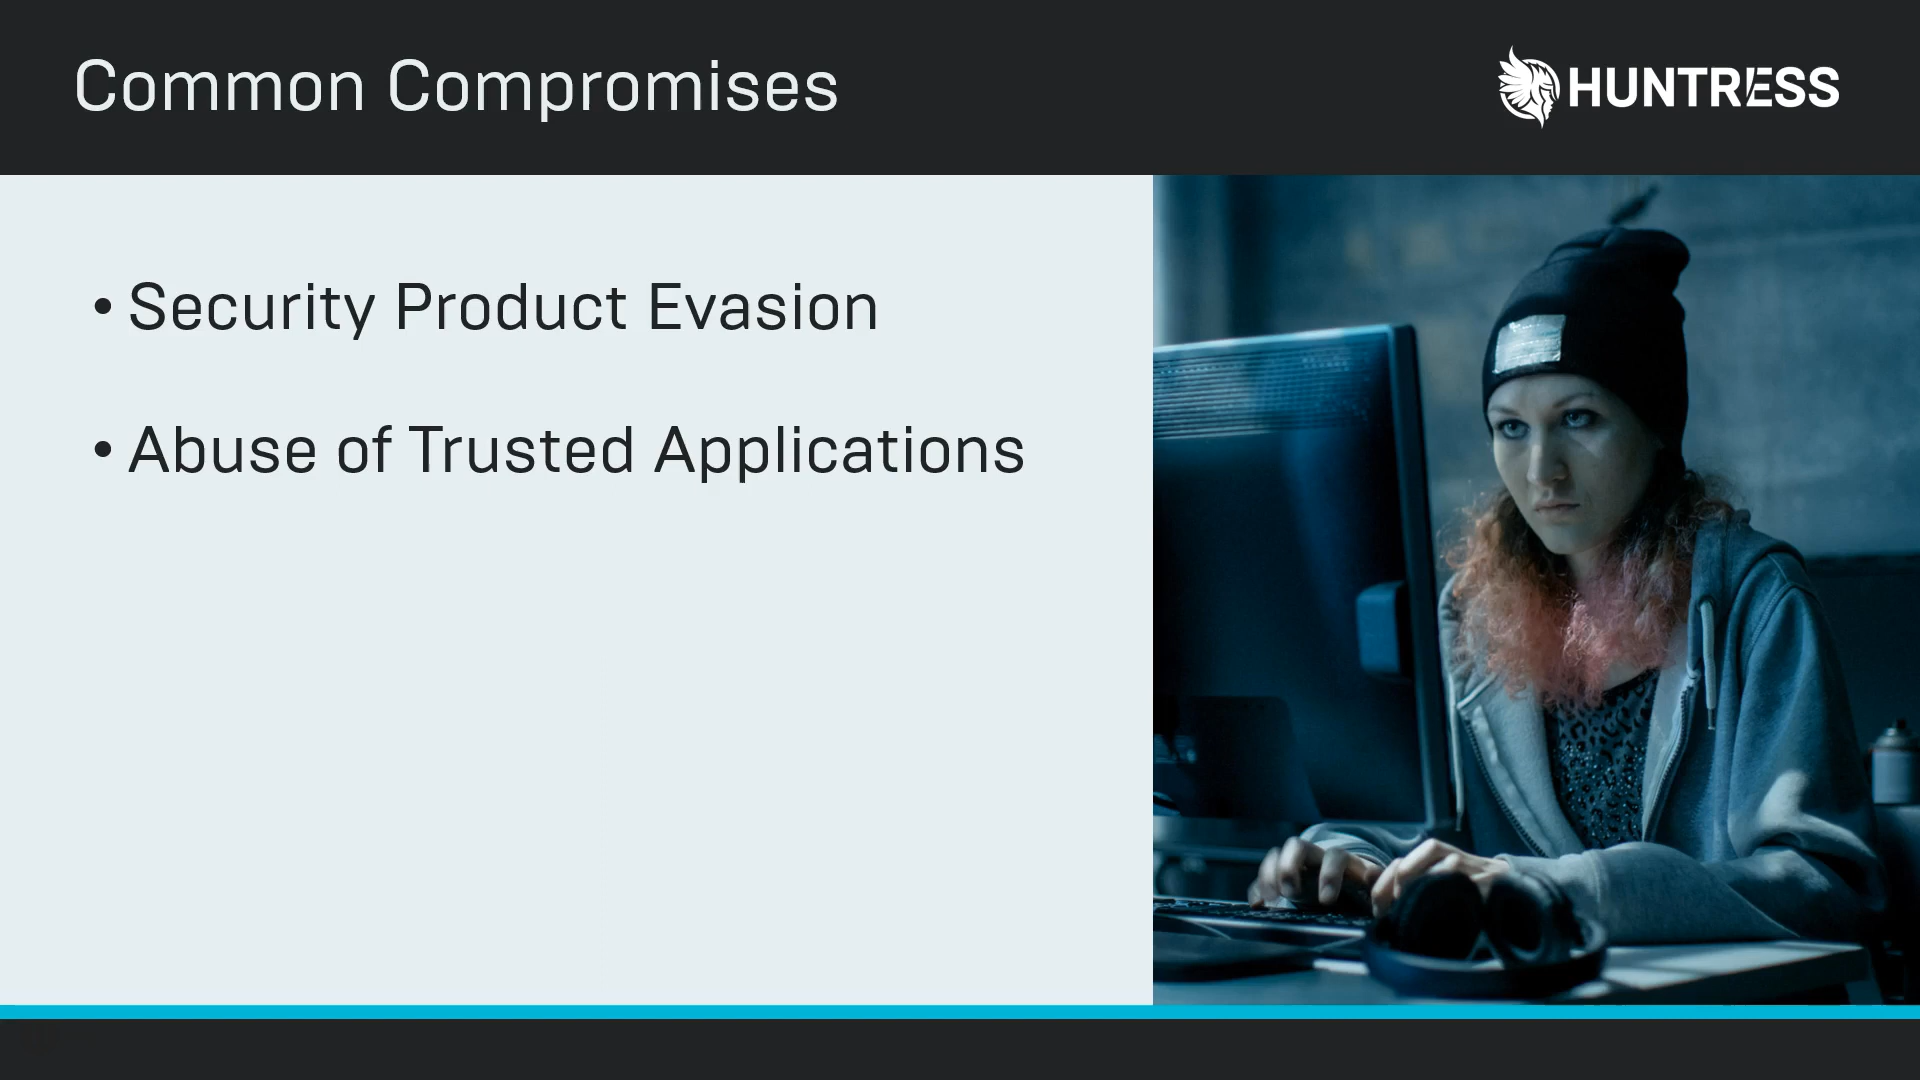 Common Compromises
HUNTRESS
• Security Product Evasion
• Abuse of Trusted Applications